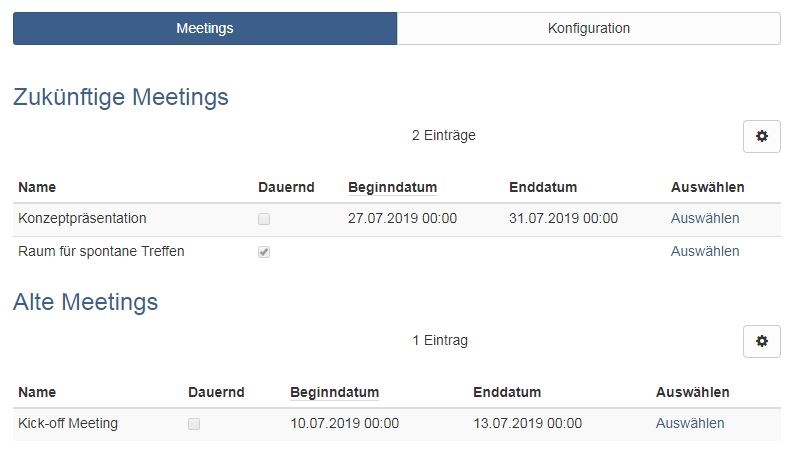 Meetings Konfiguration
Zukünftige Meetings
2 Einträge
Name Dauernd Beginndatum Enddatum Auswählen
Konzeptpräsentation 27.07.2019 00:00 31.07.2019 00:00 Auswählen
Raum für spontane Treffen Auswählen
Alte Meetings
1 Eintrag
Name Dauernd Beginndatum Enddatum Auswählen
Kick-off Meeting 10.07.2019 00:00 13.07.2019 00:00 Auswählen